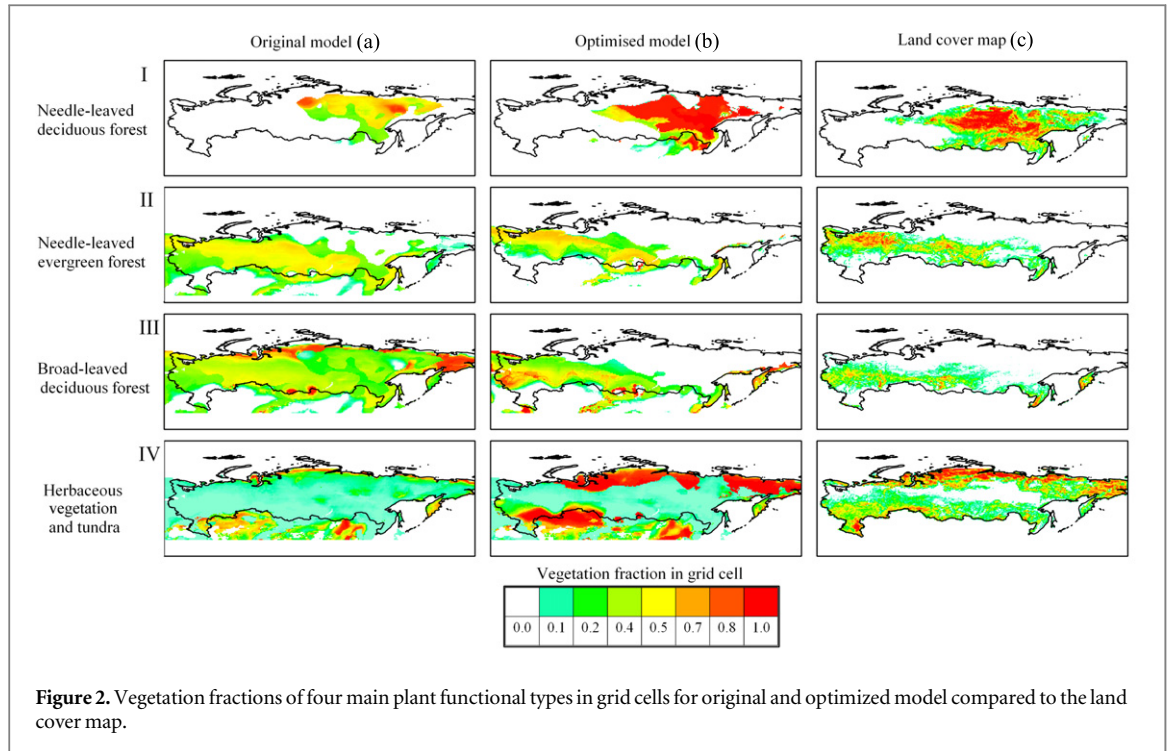 Original model (a)
Optimised model (b)
Land cover map (c)
I
Needle-leaved
deciduous forest
II
Needle-leaved
evergreen forest
III
Broad-leaved
deciduous forest
IV
Herbaceous
vegetation
and tundra
Vegetation fraction in grid cell
0.0 0.1 0.2 0.4 0.5 0.7 0.8 1.0
Figure 2. Vegetation fractions of four main plant functional types in grid cells for original and optimized model compared to the land
cover map.